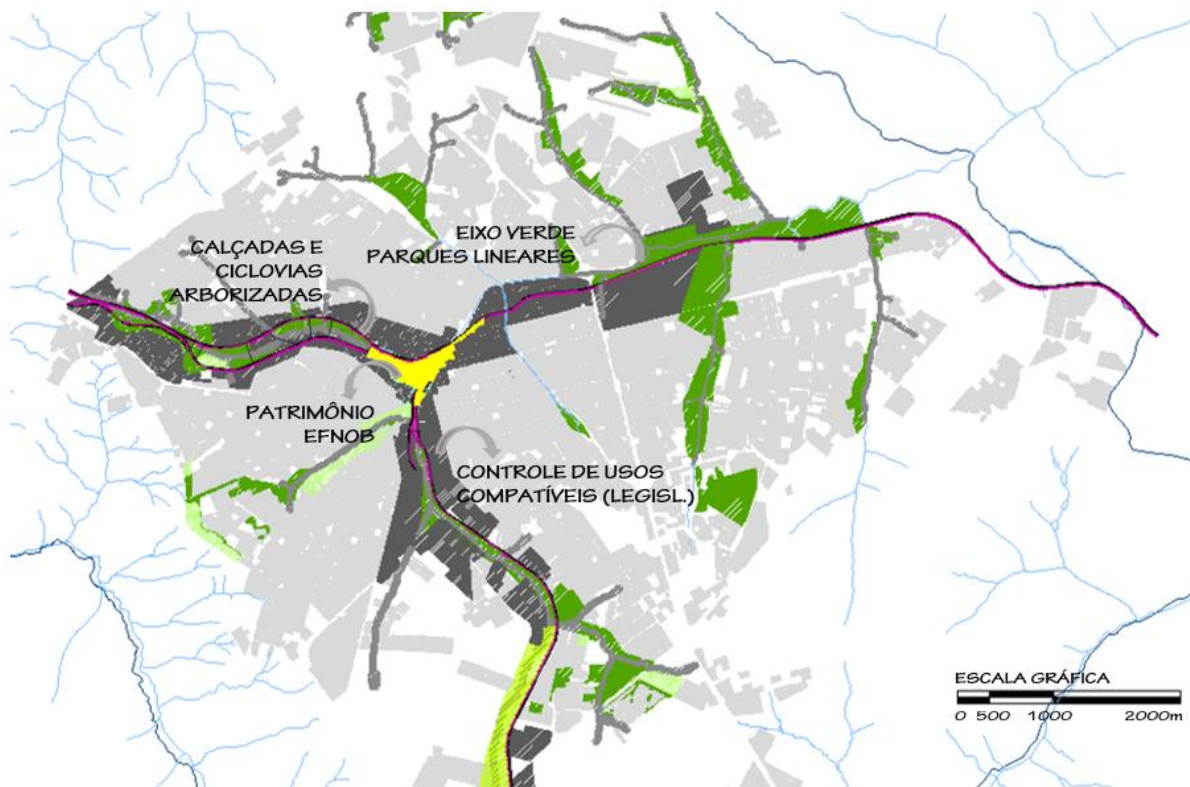 EIXO VERDE
PARQUES LINEARES
CALÇADAS E
CICLOVIAS
ARBORIZADAS
PATRIMÔNIO
EFNOB
CONTROLE DE USOS
COMPATÍVEIS (LEGISL.)
ESCALA GRÁFICA
0 500 1000 2000m